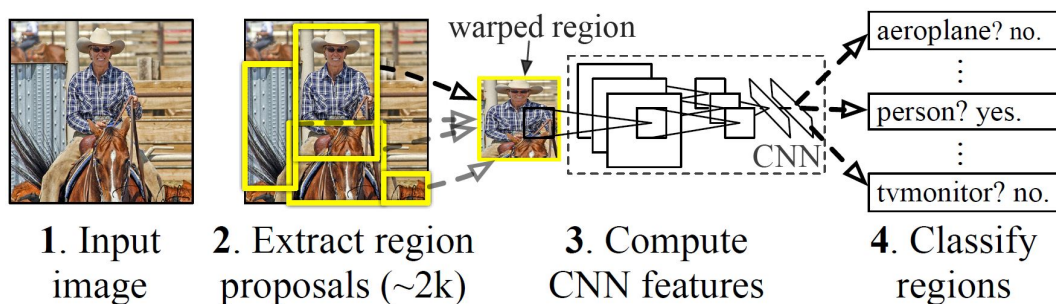 warped region
aeroplane? no.
⋮
person? yes.
⋮
tvmonitor? no.
CNN
1. Input
image
2. Extract region
proposals (~2k)
3. Compute
CNN features
4. Classify
regions